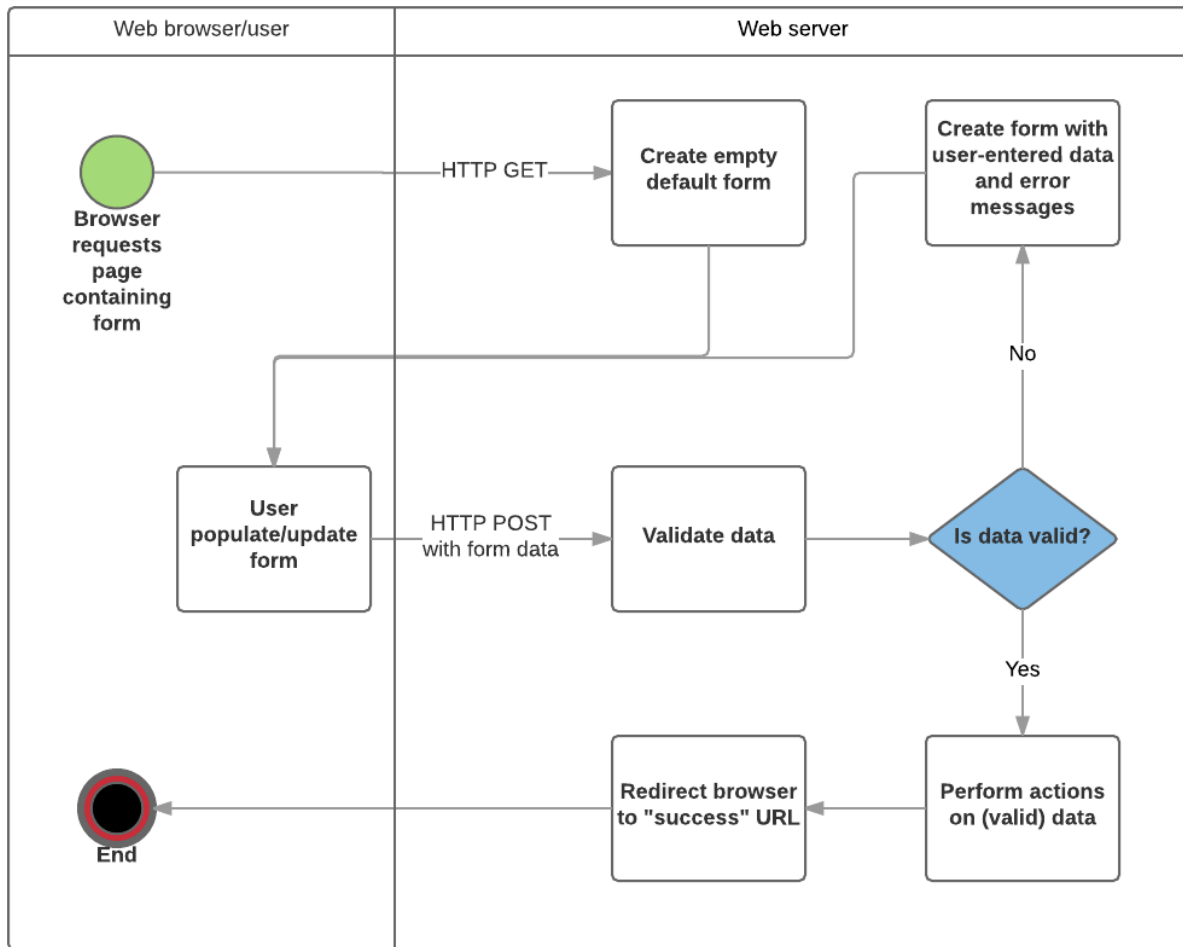 Web browser/user
Web server
HTTP GET
Create empty
default form
Create form with
user-entered data
and error
messages
Browser
requests
page
containing
form
No
User
populate/update
form
HTTP POST
with form data
Validate data
Is data valid?
Yes
Redirect browser
to "success" URL
Perform actions
on (valid) data
End